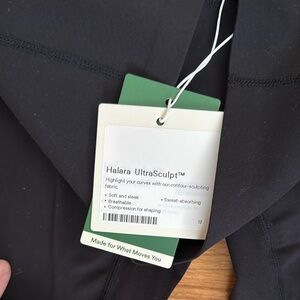 Halara UltraSculpt™
Highlight your curves with our contour-sculpting
fabric.
• Soft and sleek
• Sweat-absorbing
• Breathable
• Compression for shaping
Made for What Moves You